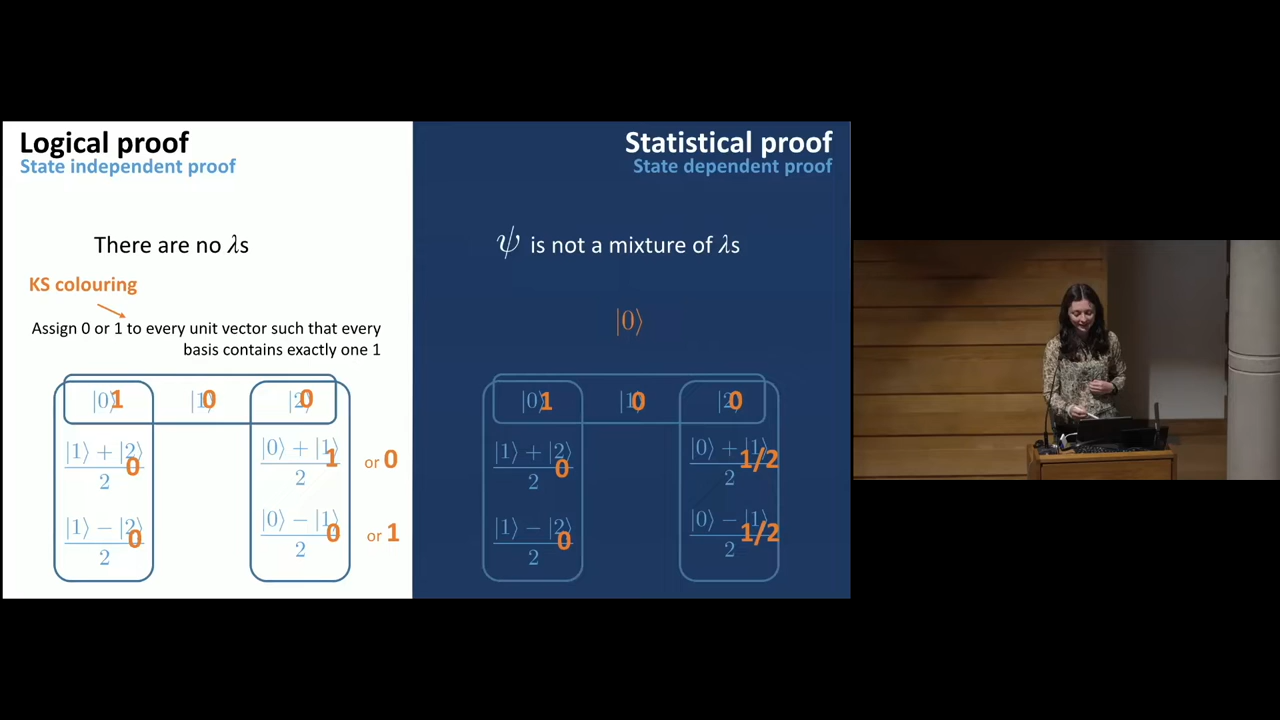 Logical proof
State independent proof
There are no λs
KS colouring
Assign 0 or 1 to every unit vector such that every
basis contains exactly one 1
|0⟩ 1 |1⟩ 0 |2⟩ 0
|1⟩ + |2⟩
2
0
|0⟩ + |1⟩
2
1 or 0
|1⟩ − |2⟩
2
0
|0⟩ − |1⟩
2
0 or 1
Statistical proof
State dependent proof
ψ is not a mixture of λs
|0⟩
|0⟩ 1 |1⟩ 0 |2⟩ 0
|1⟩ + |2⟩
2
0
|0⟩ + |1⟩
2
1/2
|1⟩ − |2⟩
2
0
|0⟩ − |1⟩
2
1/2